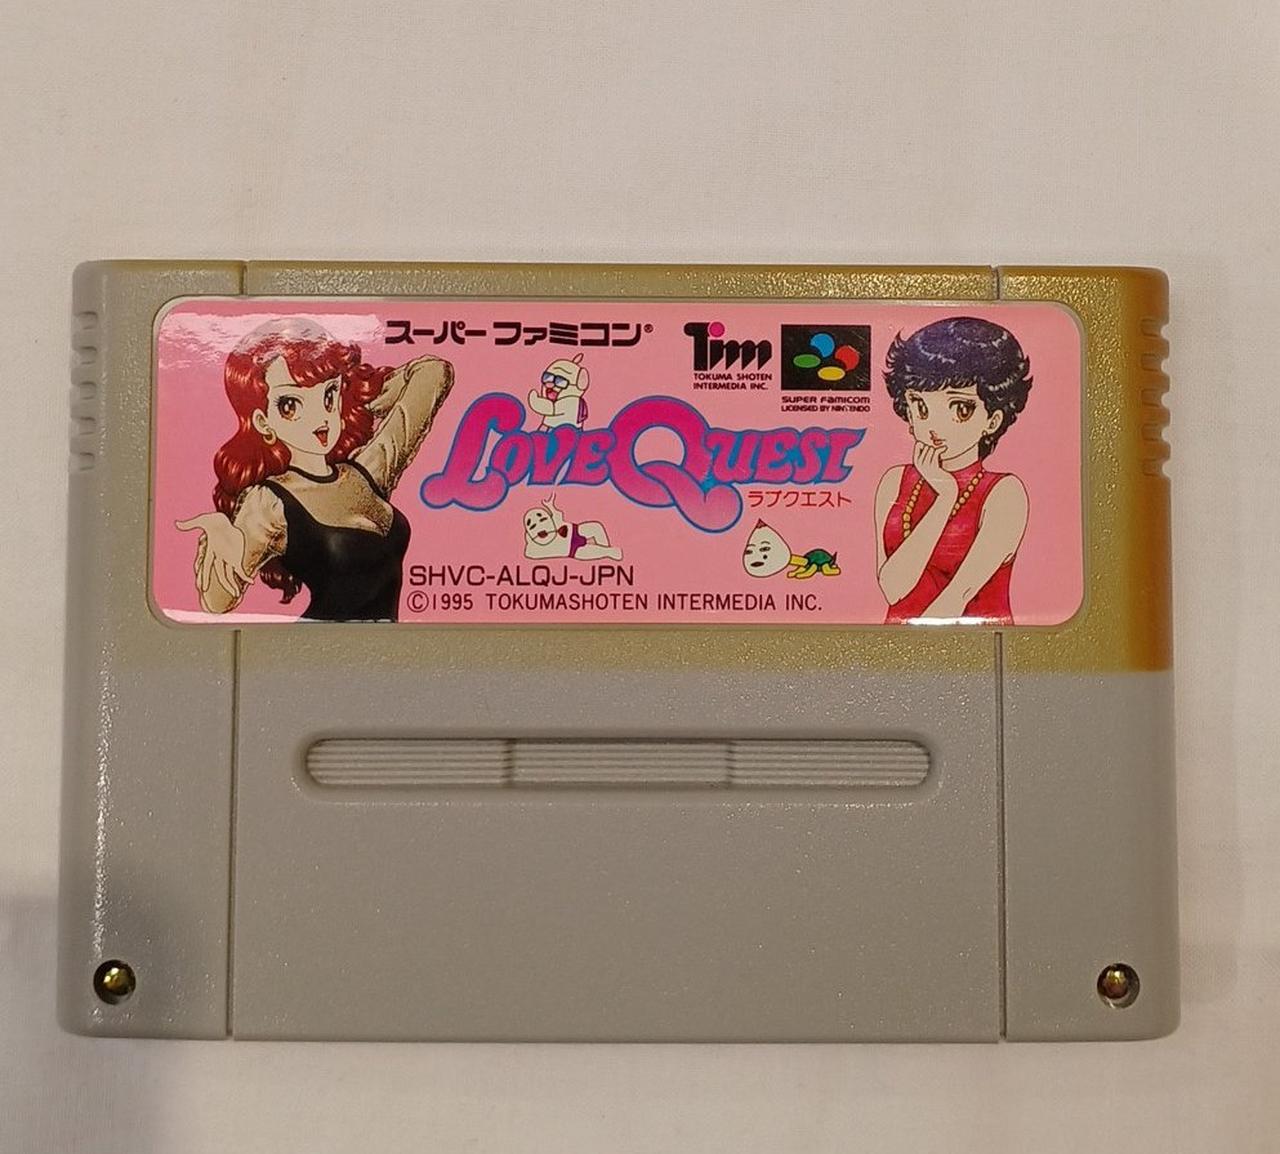 スーパーファミコン®
Tim
TOKUMA SHOTEN
INTERMEDIA INC.
SUPER FAMICOM
LICENSED BY NINTENDO
LOVE QUEST
ラブクエスト
SHVC-ALQJ-JPN
©1995 TOKUMASHOTEN INTERMEDIA INC.